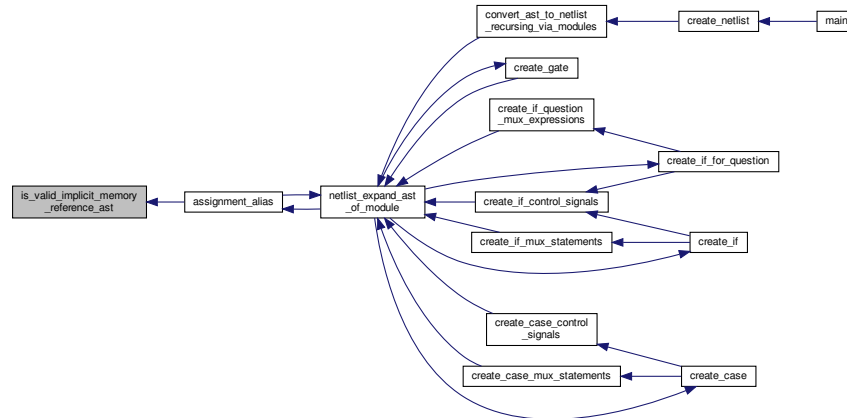 convert_ast_to_netlist
_recursing_via_modules
create_netlist
main
create_gate
create_if_question
_mux_expressions
create_if_for_question
is_valid_implicit_memory
_reference_ast
assignment_alias
netlist_expand_ast
_of_module
create_if_control_signals
create_if_mux_statements
create_if
create_case_control
_signals
create_case_mux_statements
create_case